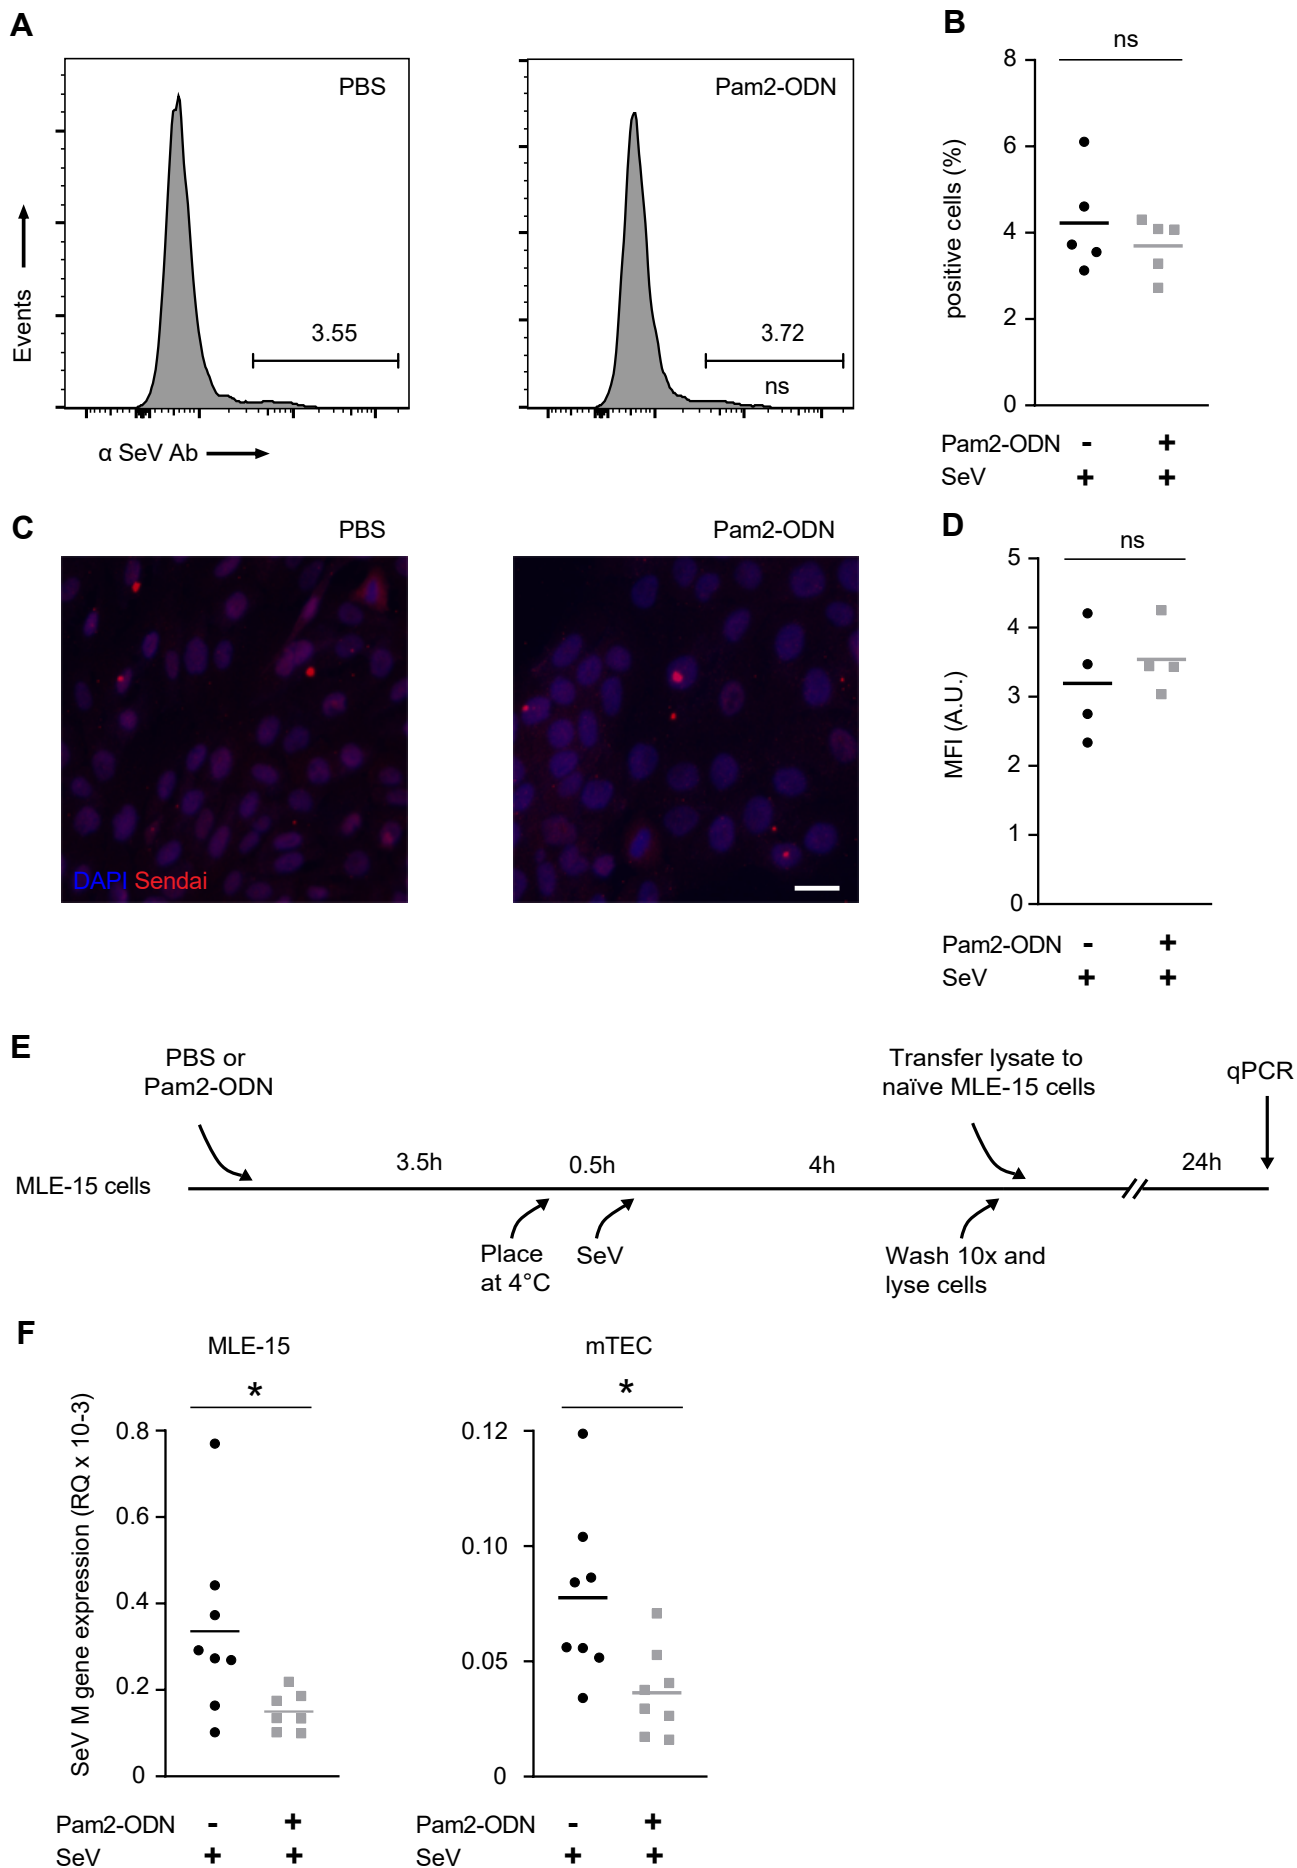 A
PBS
Pam2-ODN
Events
3.55
3.72
ns
α SeV Ab
B
ns
positive cells (%)
8
6
4
2
0
Pam2-ODN - +
SeV + +
C
PBS
Pam2-ODN
DAPI Sendai
D
ns
MFI (A.U.)
5
4
3
2
1
0
Pam2-ODN - +
SeV + +
E
PBS or
Pam2-ODN
Transfer lysate to
naïve MLE-15 cells
qPCR
MLE-15 cells
3.5h
0.5h
4h
24h
Place
at 4°C
SeV
Wash 10x and
lyse cells
F
MLE-15
*
SeV M gene expression (RQ x 10-3)
0.8
0.6
0.4
0.2
0
Pam2-ODN - +
SeV + +
mTEC
*
0.12
0.10
0.05
0
Pam2-ODN - +
SeV + +